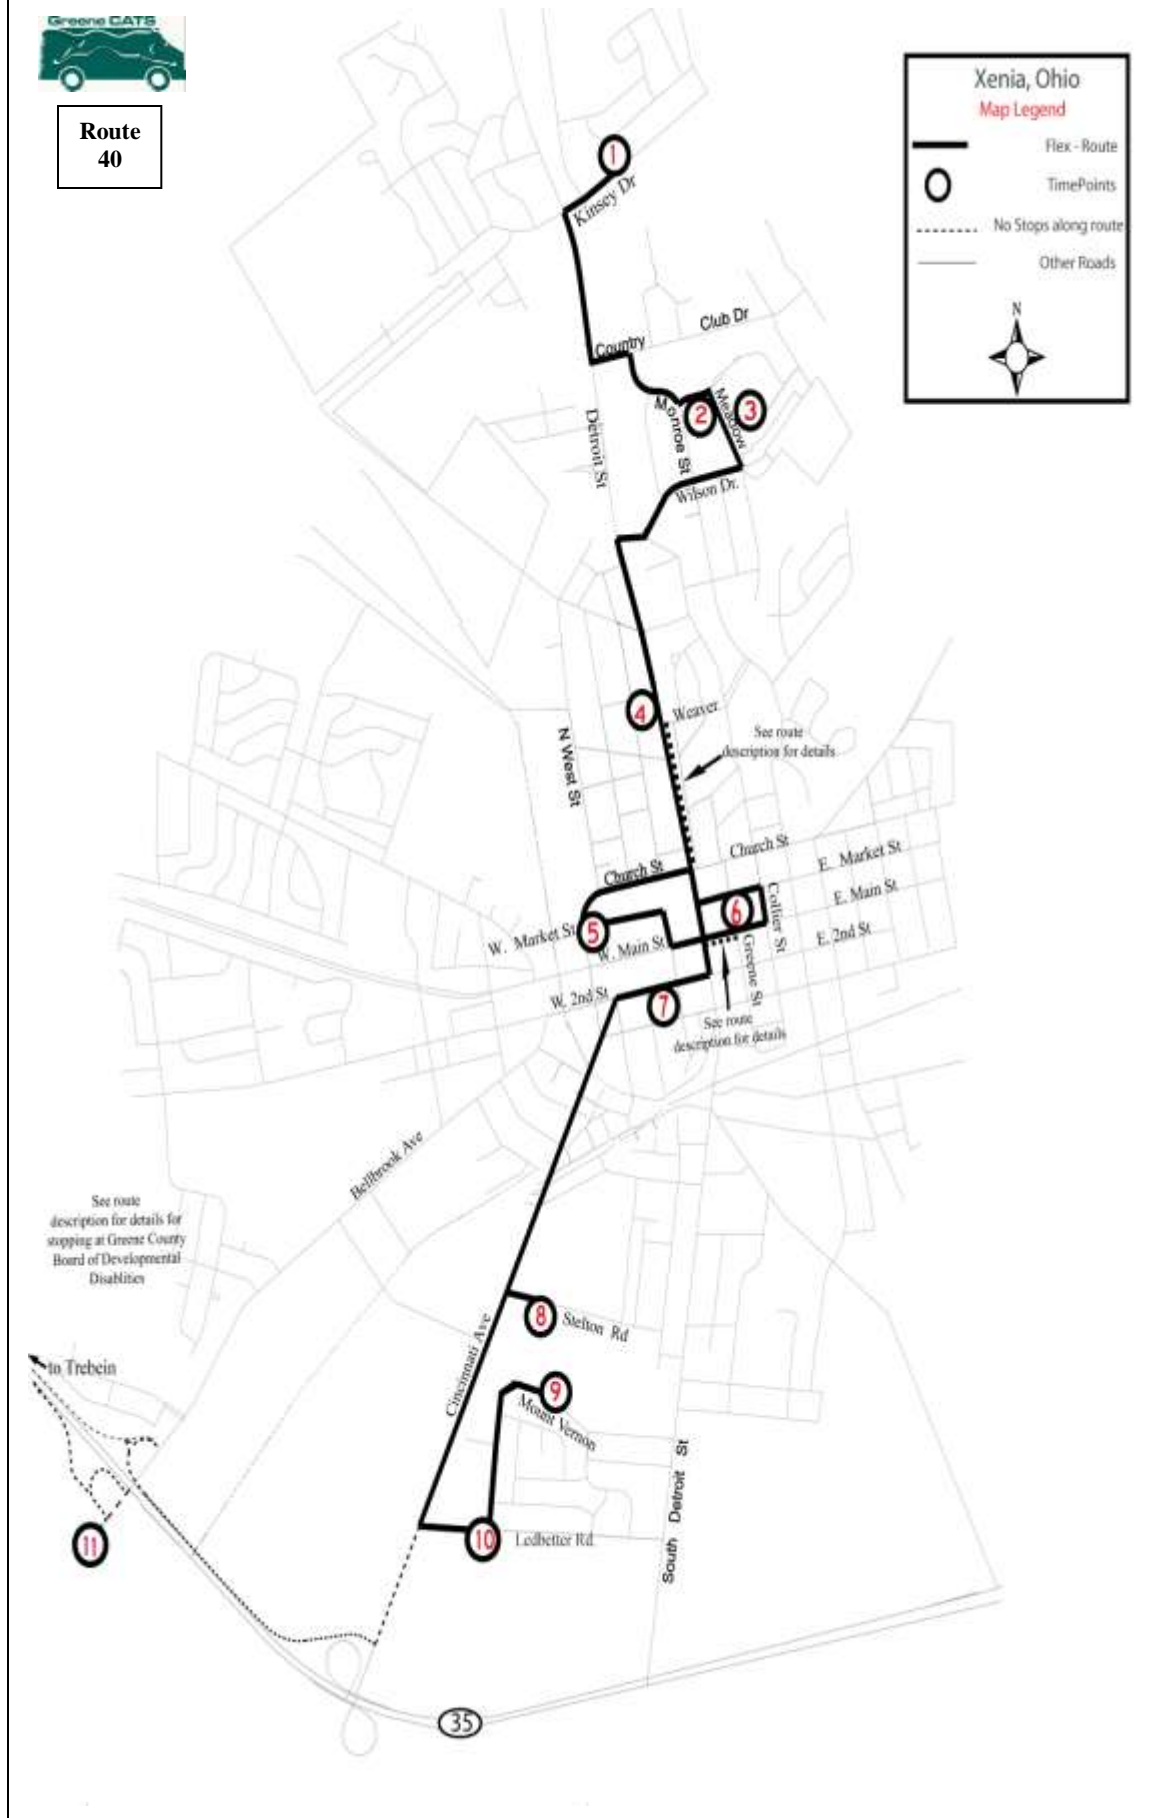 Greene CATS
Route
40
Xenia, Ohio
Map Legend
Flex - Route
TimePoints
No Stops along route
Other Roads
N
1
Kinsey Dr
Country
Club Dr
Detroit St
Monroe St
2
Meadow
3
Wilson Dr.
4
Weaver
See route
description for details
N West St
Church St
Church St
E. Market St
E. Main St
E. 2nd St
Collier St
Greene St
W. Market St
5
W. Main St
6
W. 2nd St
7
See route
description for details
Bellbrook Ave
See route
description for details for
stopping at Greene County
Board of Developmental
Disablities
to Trebein
Cincinnati Ave
8
Stelton Rd
9
Mount Vernon
South Detroit St
10
Ledbetter Rd
11
35